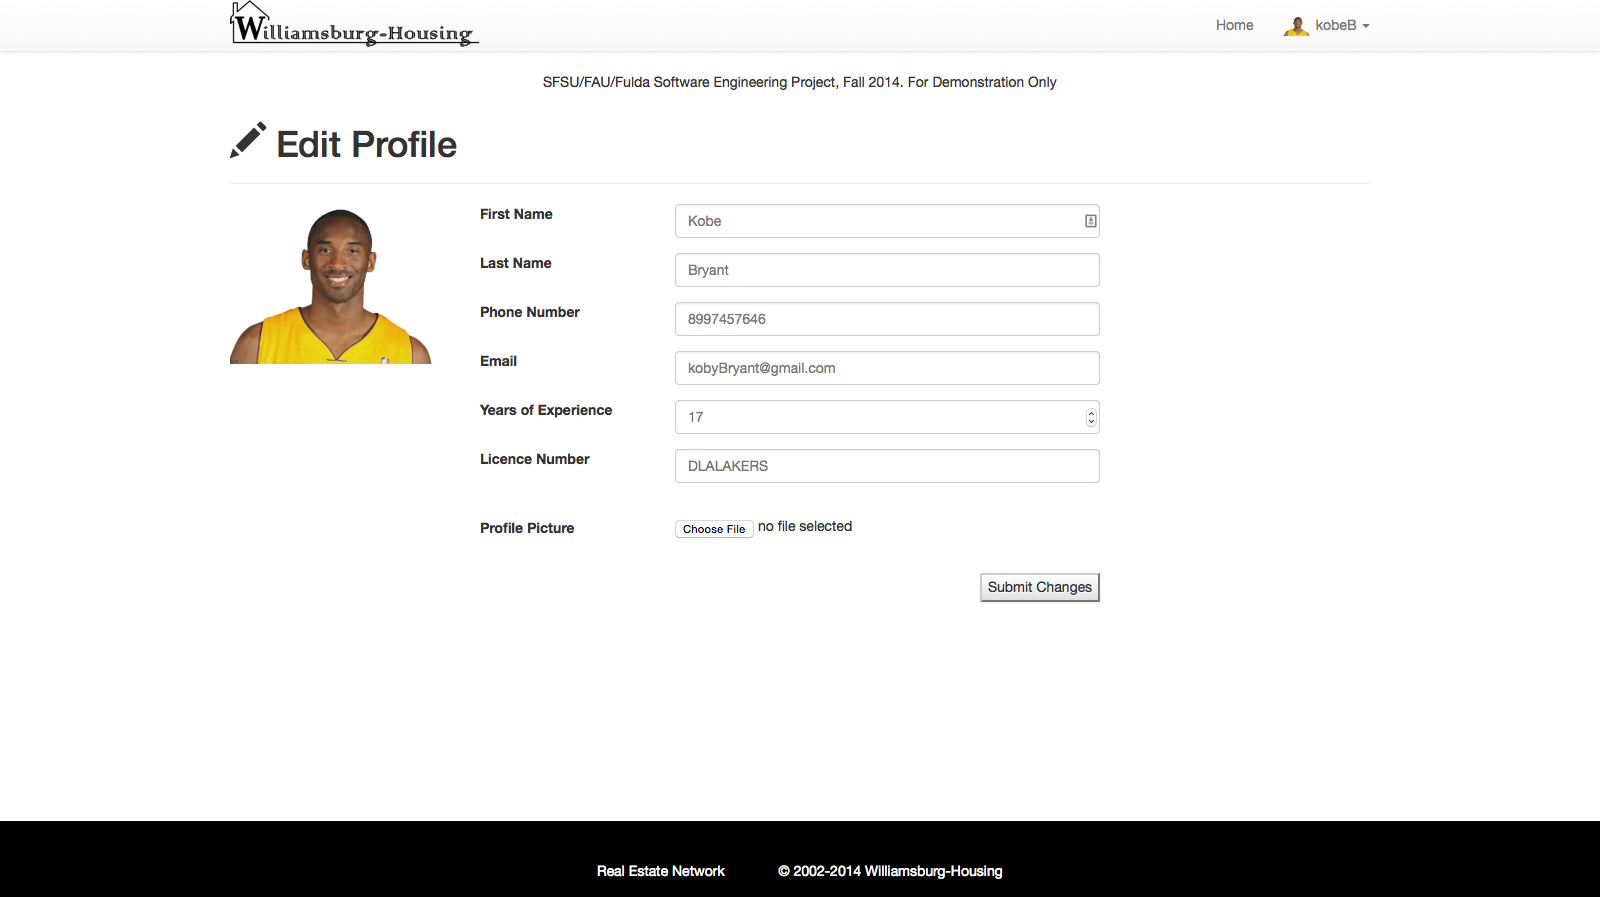 Williamsburg-Housing
Home
kobeB
SFSU/FAU/Fulda Software Engineering Project, Fall 2014. For Demonstration Only
Edit Profile
First Name
Kobe
Last Name
Bryant
Phone Number
8997457646
Email
kobyBryant@gmail.com
Years of Experience
17
Licence Number
DLALAKERS
Profile Picture
Choose File no file selected
Submit Changes
Real Estate Network
© 2002-2014 Williamsburg-Housing